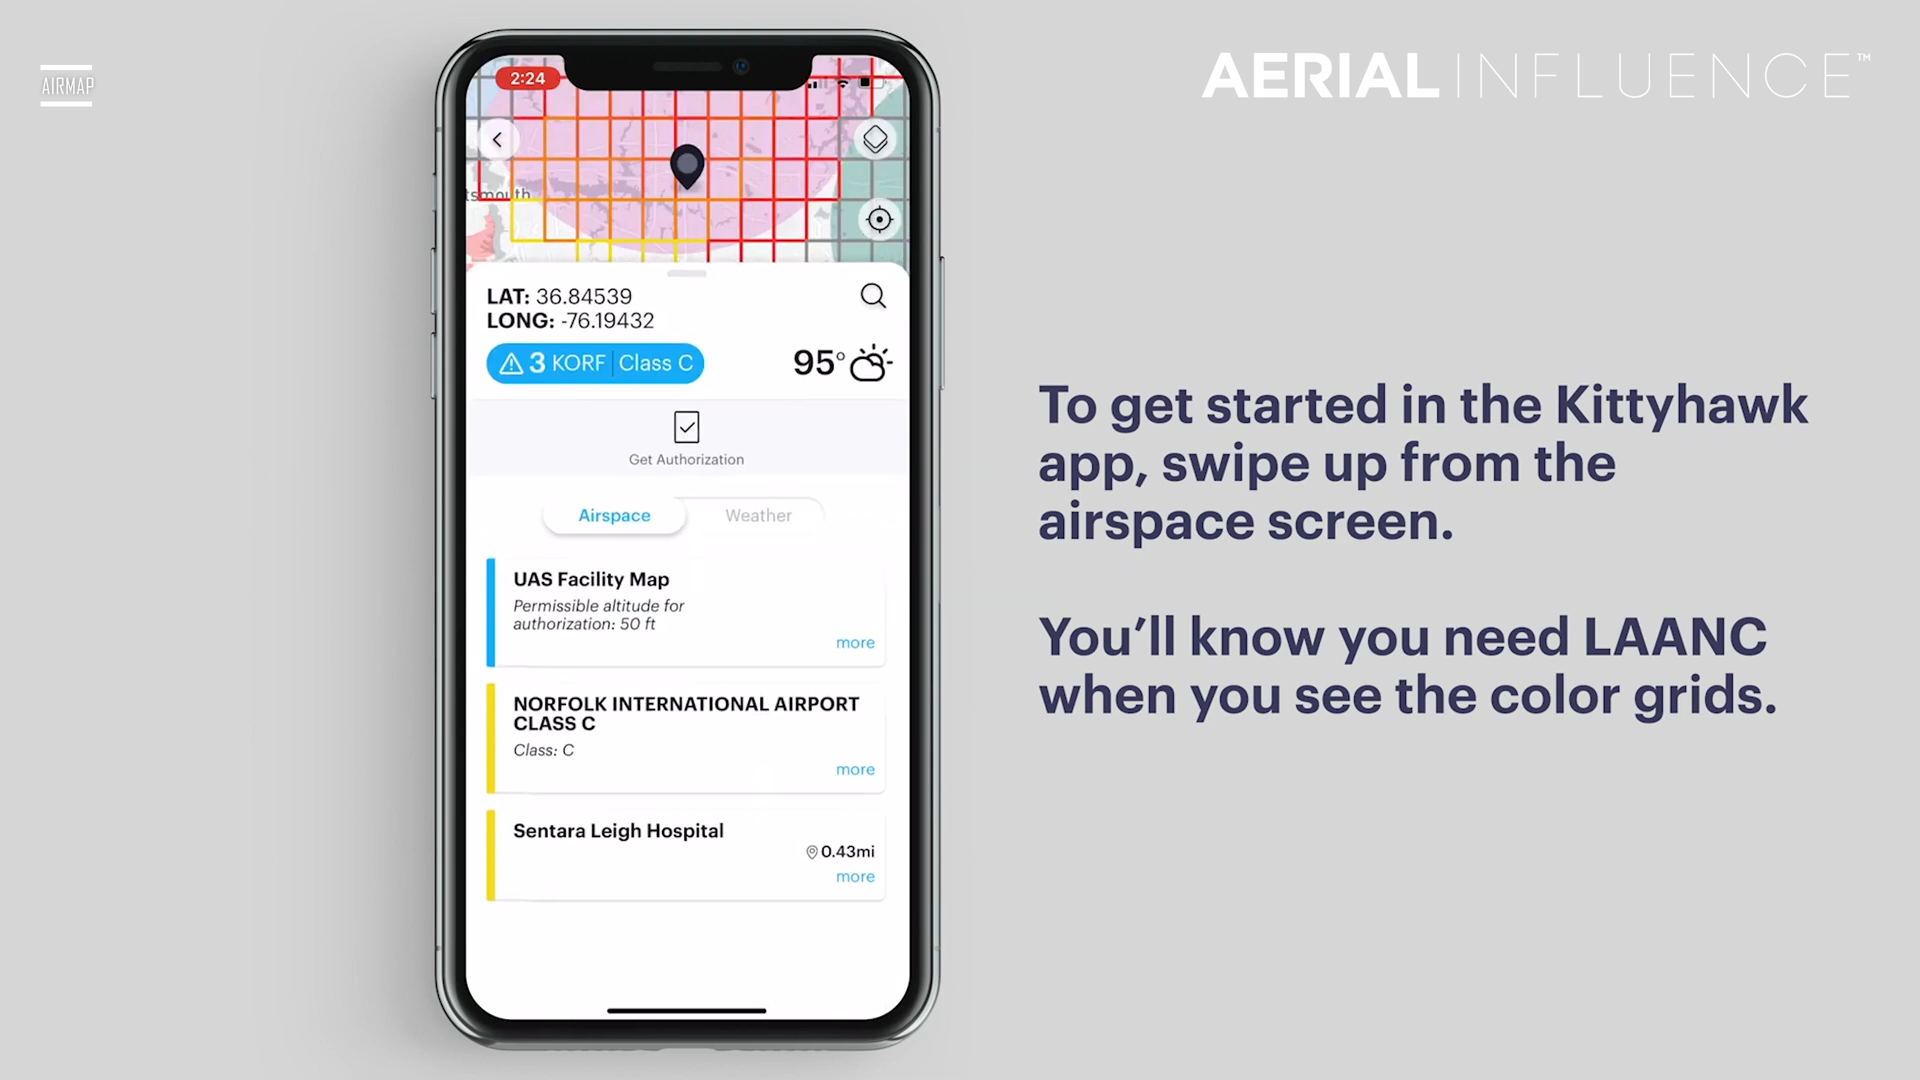 AIRMAP
AERIAL INFLUENCE™
2:24
tsmouth
LAT: 36.84539
LONG: -76.19432
3 KORF | Class C
95°
Get Authorization
Airspace
Weather
UAS Facility Map
Permissible altitude for
authorization: 50 ft
more
NORFOLK INTERNATIONAL AIRPORT
CLASS C
Class: C
more
Sentara Leigh Hospital
0.43mi
more
To get started in the Kittyhawk
app, swipe up from the
airspace screen.
You’ll know you need LAANC
when you see the color grids.